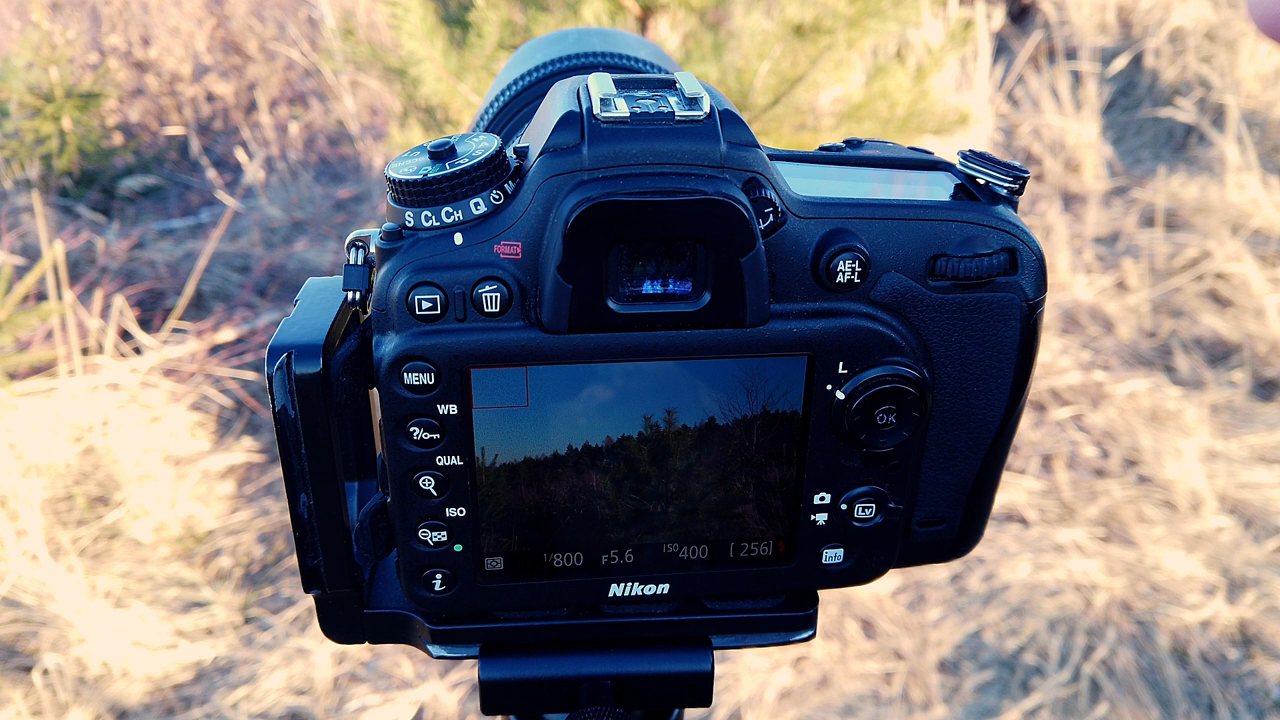 S CL CH Q M
FORMAT
AE-L
AF-L
MENU
WB
?/
QUAL
ISO
L
OK
Lv
info
i
1/800 F5.6 ISO400 [ 256]
Nikon